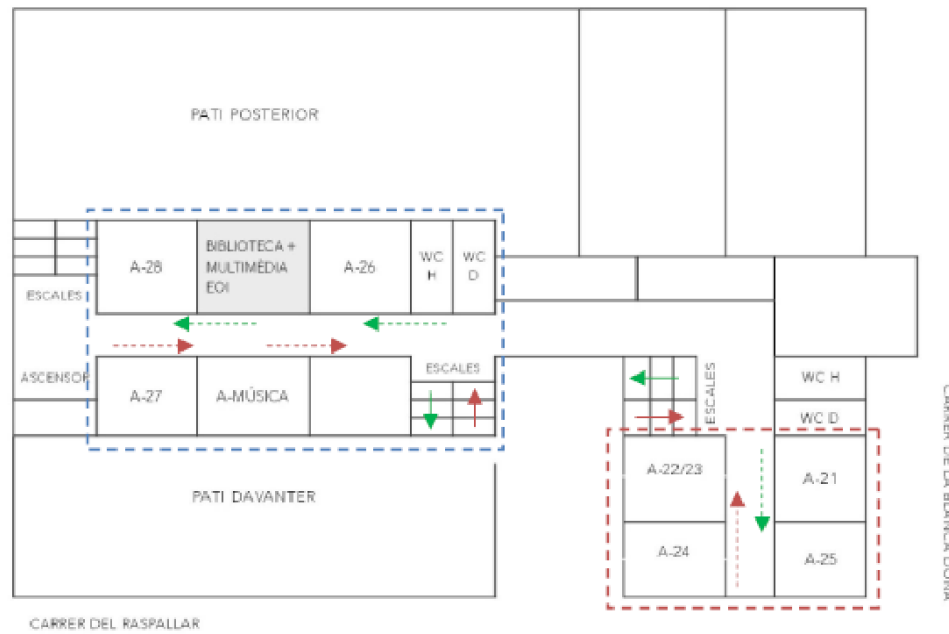 PATI POSTERIOR
A-28
BIBLIOTECA +
MULTIMÈDIA
EOI
A-26
WC
H
WC
D
ESCALES
ASCENSOR
A-27
A-MÚSICA
ESCALES
ESCALES
WC H
WC D
A-22/23
A-21
A-24
A-25
PATI DAVANTER
CARRER DE LA BLANCA DONA
CARRER DEL RASPALLAR